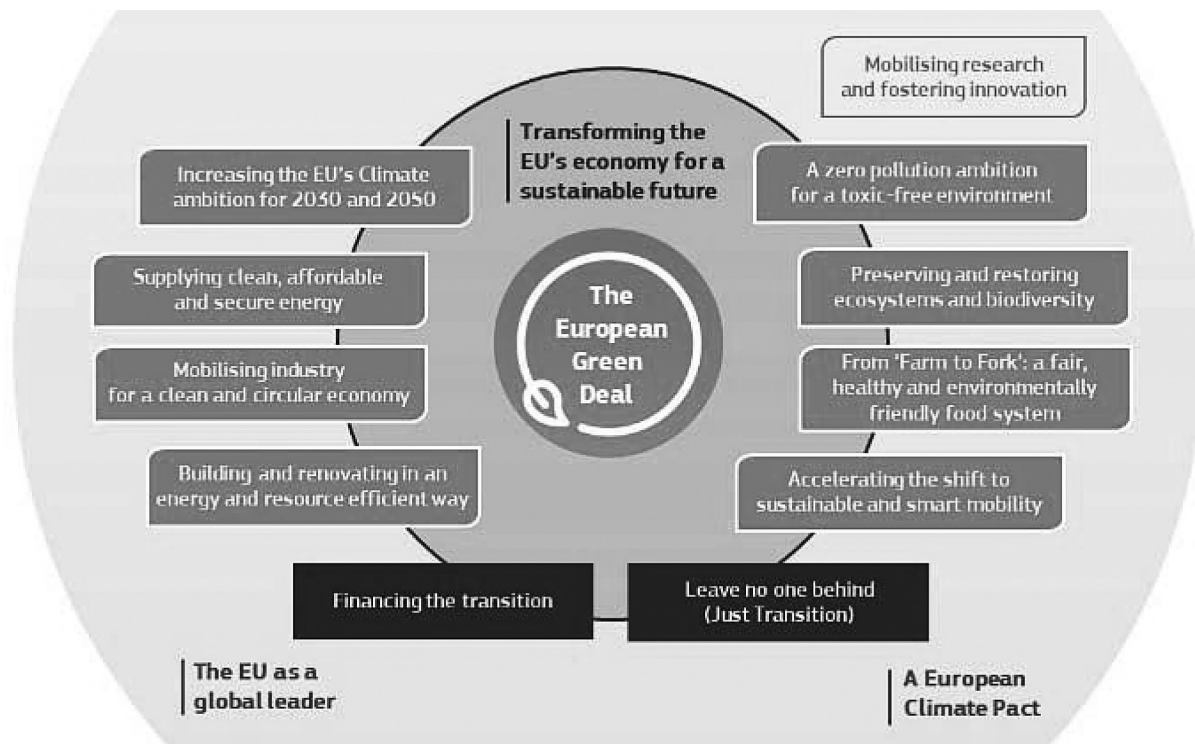 Mobilising research
and fostering innovation
Transforming the
EU's economy for a
sustainable future
Increasing the EU's Climate
ambition for 2030 and 2050
A zero pollution ambition
for a toxic-free environment
Supplying clean, affordable
and secure energy
Preserving and restoring
ecosystems and biodiversity
The
European
Green
Deal
Mobilising industry
for a clean and circular economy
From 'Farm to Fork': a fair,
healthy and environmentally
friendly food system
Building and renovating in an
energy and resource efficient way
Accelerating the shift to
sustainable and smart mobility
Financing the transition
Leave no one behind
(Just Transition)
The EU as a
global leader
A European
Climate Pact